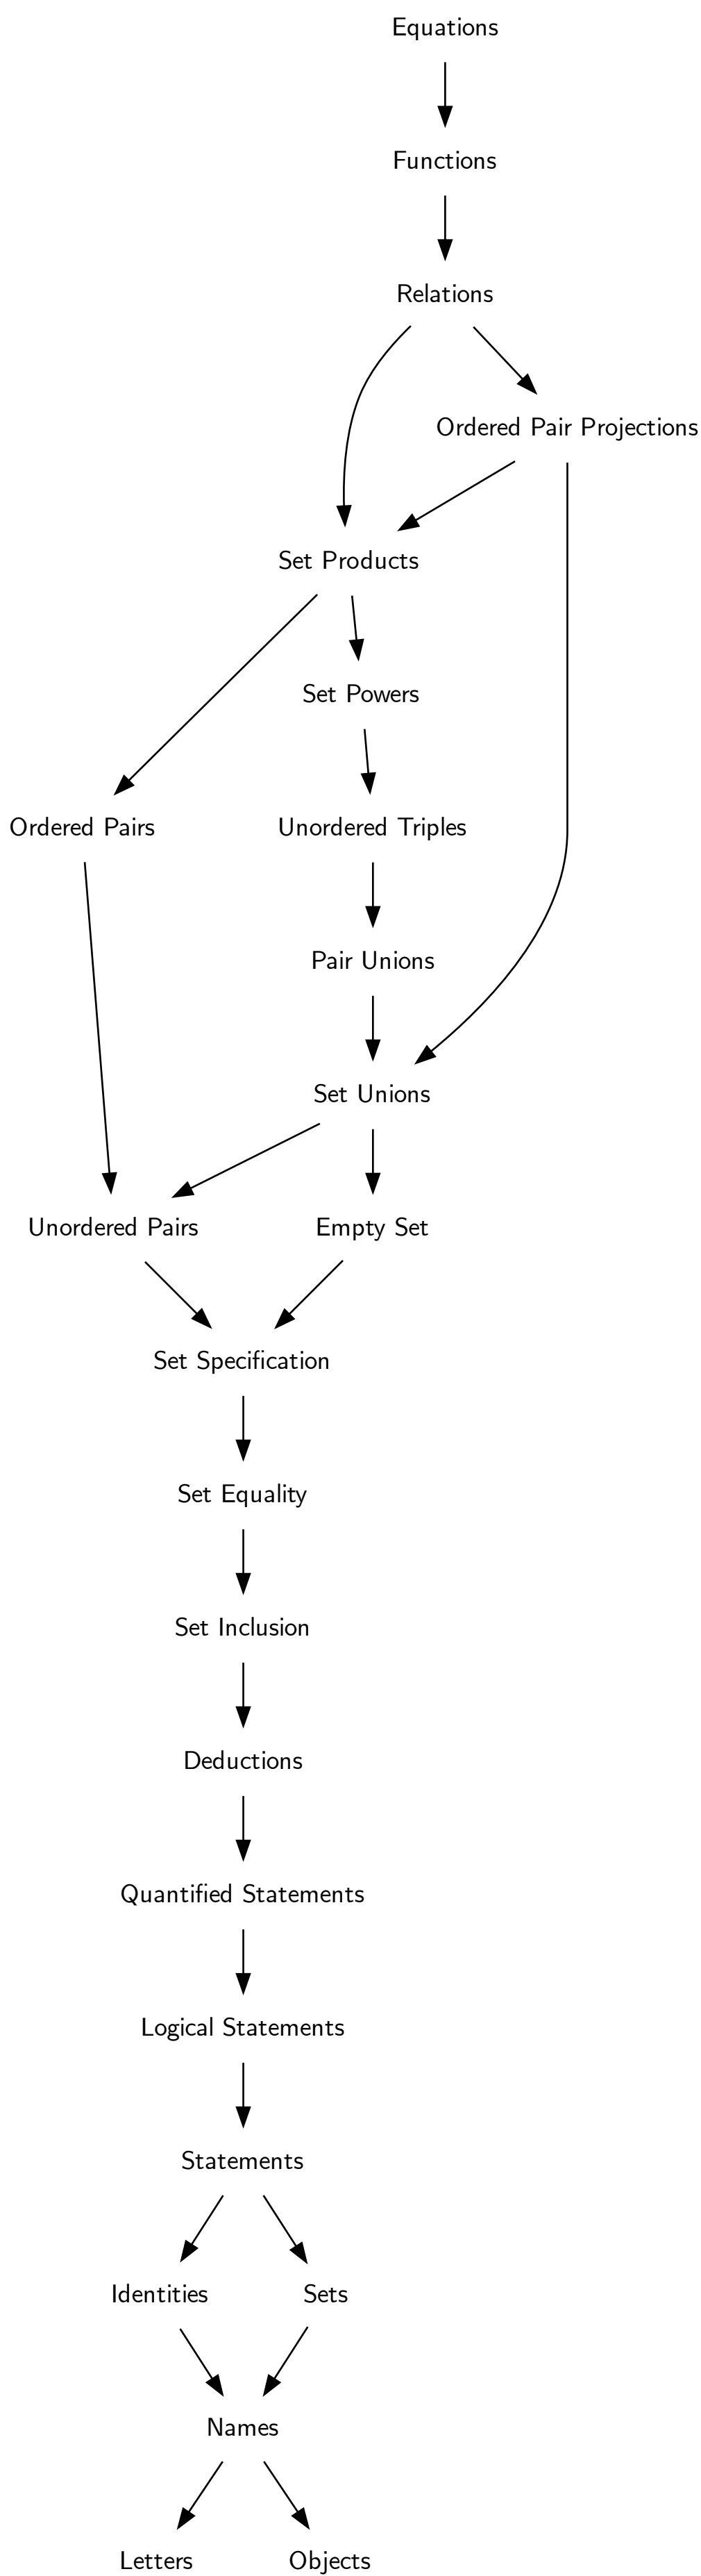 Equations
Functions
Relations
Ordered Pair Projections
Set Products
Set Powers
Ordered Pairs
Unordered Triples
Pair Unions
Set Unions
Unordered Pairs
Empty Set
Set Specification
Set Equality
Set Inclusion
Deductions
Quantified Statements
Logical Statements
Statements
Identities
Sets
Names
Letters
Objects